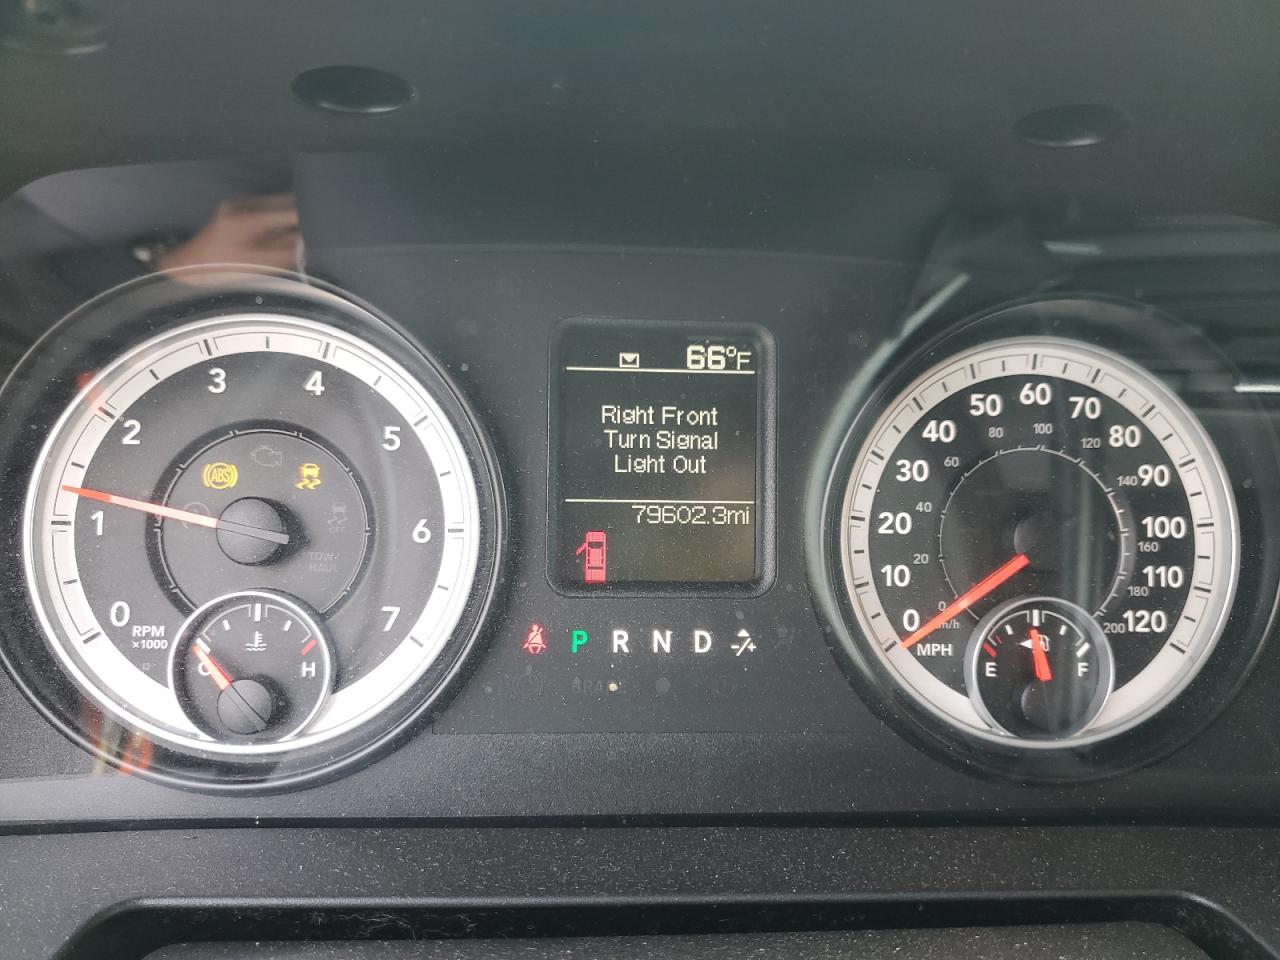 66°F
Right Front
Turn Signal
Light Out
79602.3mi
0 1 2 3 4 5 6 7
RPM
×1000
ABS
TOW
HAUL
C H
P R N D -/+
0 10 20 30 40 50 60 70 80 90 100 110 120
MPH
0 20 40 60 80 100 120 140 160 180 200
km/h
E F